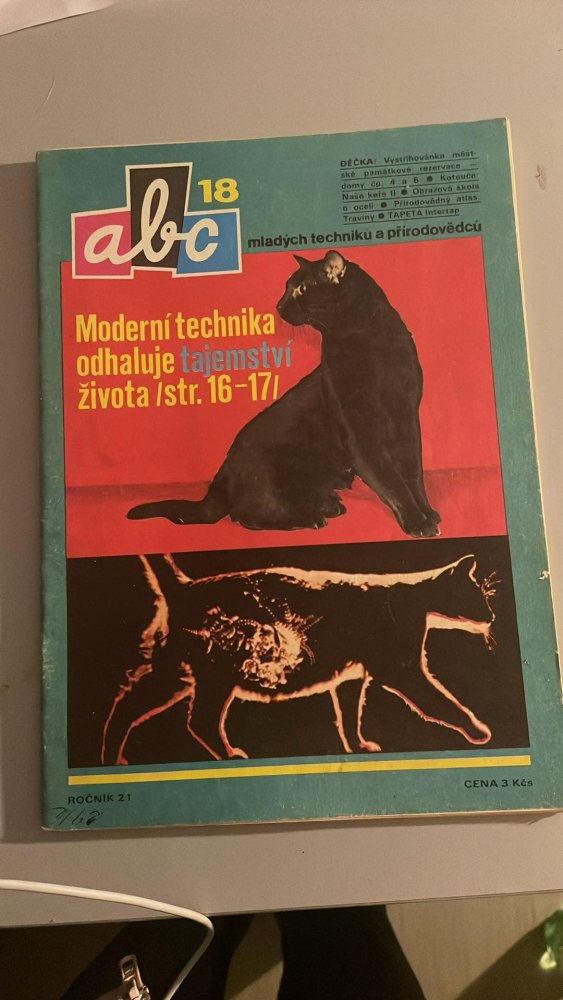 abc
18
DĚČKA: Vystřihovánka měst-
ské památkové rezervace –
domy čp. 4 a 6 ● Kotouče:
Naše keře II ● Obrazová škola
o oceli ● Přírodovědný atlas:
Traviny ● TAPETA Intertap
mladých techniků a přírodovědců
Moderní technika
odhaluje tajemství
života /str. 16–17/
ROČNÍK 21
CENA 3 Kčs